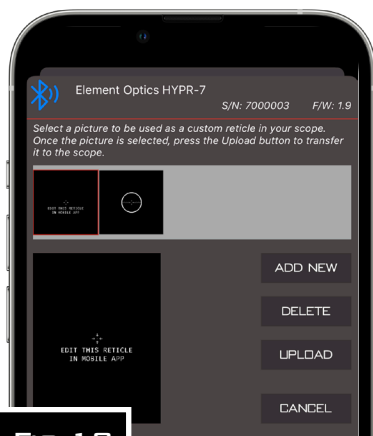 Element Optics HYPR-7
S/N: 7000003 F/W: 1.9
Select a picture to be used as a custom reticle in your scope.
Once the picture is selected, press the Upload button to transfer
it to the scope.
EDIT THIS RETICLE
IN MOBILE APP
ADD NEW
DELETE
EDIT THIS RETICLE
IN MOBILE APP
UPLOAD
CANCEL